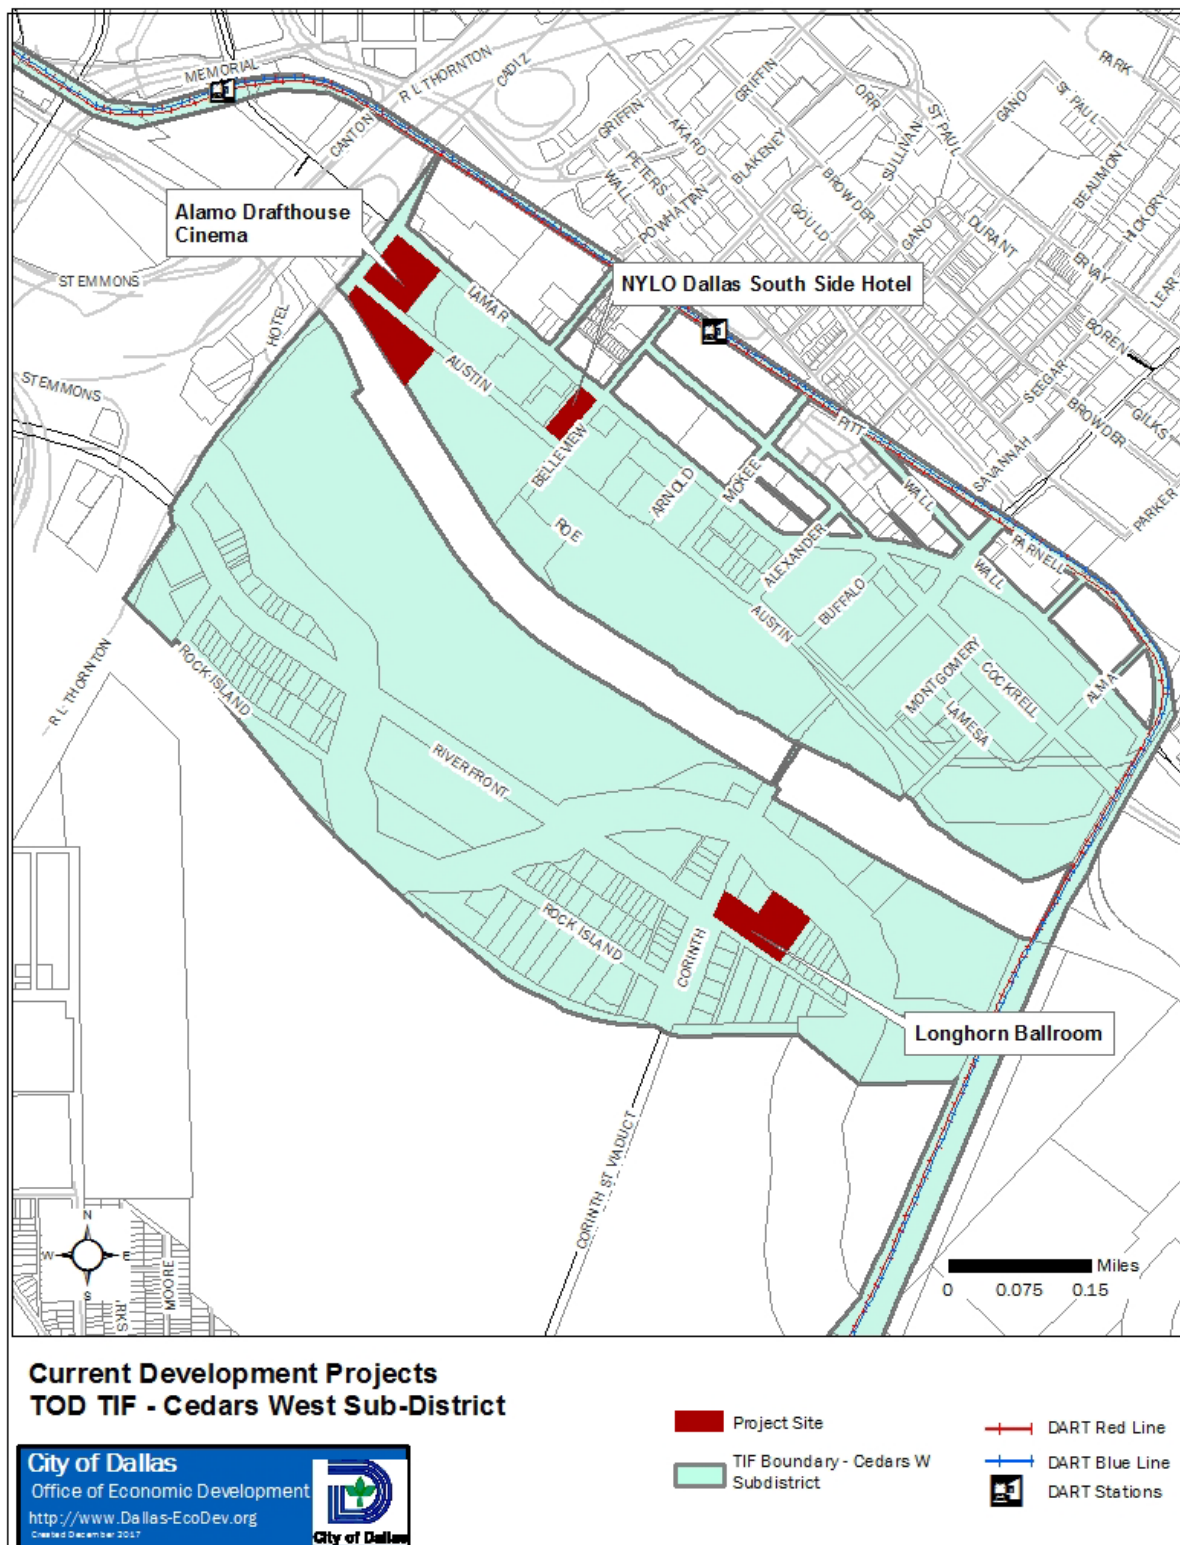 MEMORIAL
R L THORNTON
CADIZ
CANTON
GRIFFIN
GRIFFIN
AKARD
PETERS
WALL
POWHATTAN
BLAKENEY
BROWDER
GOULD
ORR
SULLIVAN
ST PAUL
GANO
ST PAUL
PARK
BEAUMONT
HICKORY
GANO
DURANT
ERVAY
LEAR
BOREN
SEEGAR
BROWDER
GILKS
SAVANNAH
PARKER
Alamo Drafthouse
Cinema
NYLO Dallas South Side Hotel
STEMMONS
HOTEL
STEMMONS
LAMAR
AUSTIN
BELLEVIEW
ROE
ARNOLD
MCKEE
PITT
WALL
ALEXANDER
PARNELL
WALL
BUFFALO
AUSTIN
MONTGOMERY
COCKRELL
LAMESA
ALMA
R L THORNTON
ROCK ISLAND
RIVERFRONT
ROCK ISLAND
CORINTH
Longhorn Ballroom
CORINTH ST VIADUCT
N
W
E
S
MOORE
RKS
Miles
0 0.075 0.15
Current Development Projects
TOD TIF - Cedars West Sub-District
City of Dallas
Office of Economic Development
http://www.Dallas-EcoDev.org
Created December 2017
City of Dallas
Project Site
TIF Boundary - Cedars W
Subdistrict
DART Red Line
DART Blue Line
DART Stations